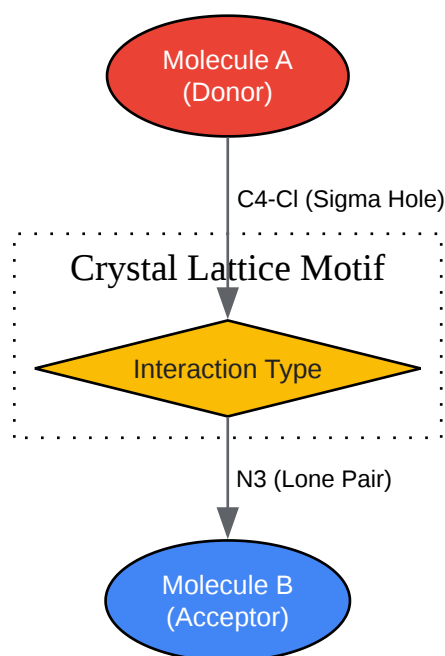 Molecule A
(Donor)
C4-Cl (Sigma Hole)
Crystal Lattice Motif
Interaction Type
N3 (Lone Pair)
Molecule B
(Acceptor)